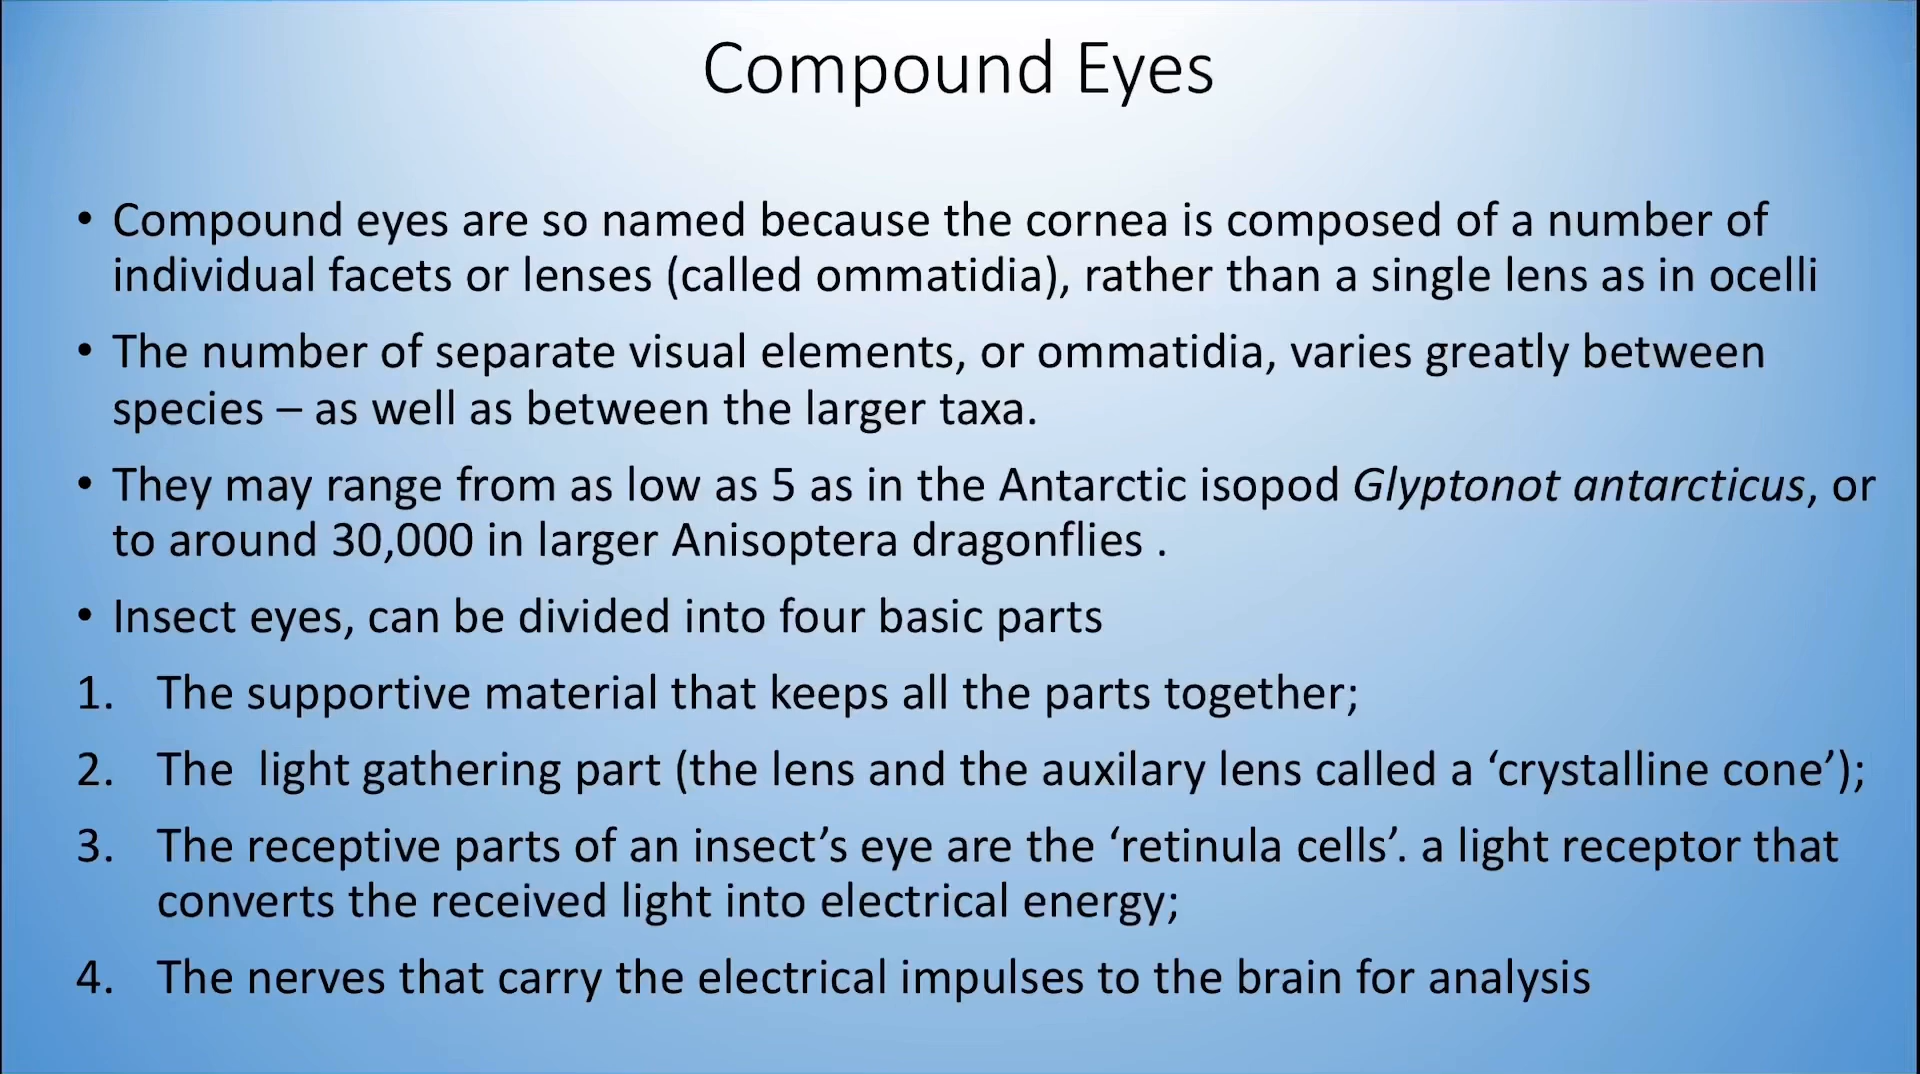 Compound Eyes
• Compound eyes are so named because the cornea is composed of a number of
individual facets or lenses (called ommatidia), rather than a single lens as in ocelli
• The number of separate visual elements, or ommatidia, varies greatly between
species – as well as between the larger taxa.
• They may range from as low as 5 as in the Antarctic isopod Glyptonot antarcticus, or
to around 30,000 in larger Anisoptera dragonflies .
• Insect eyes, can be divided into four basic parts
1. The supportive material that keeps all the parts together;
2. The  light gathering part (the lens and the auxilary lens called a ‘crystalline cone’);
3. The receptive parts of an insect’s eye are the ‘retinula cells’. a light receptor that
converts the received light into electrical energy;
4. The nerves that carry the electrical impulses to the brain for analysis